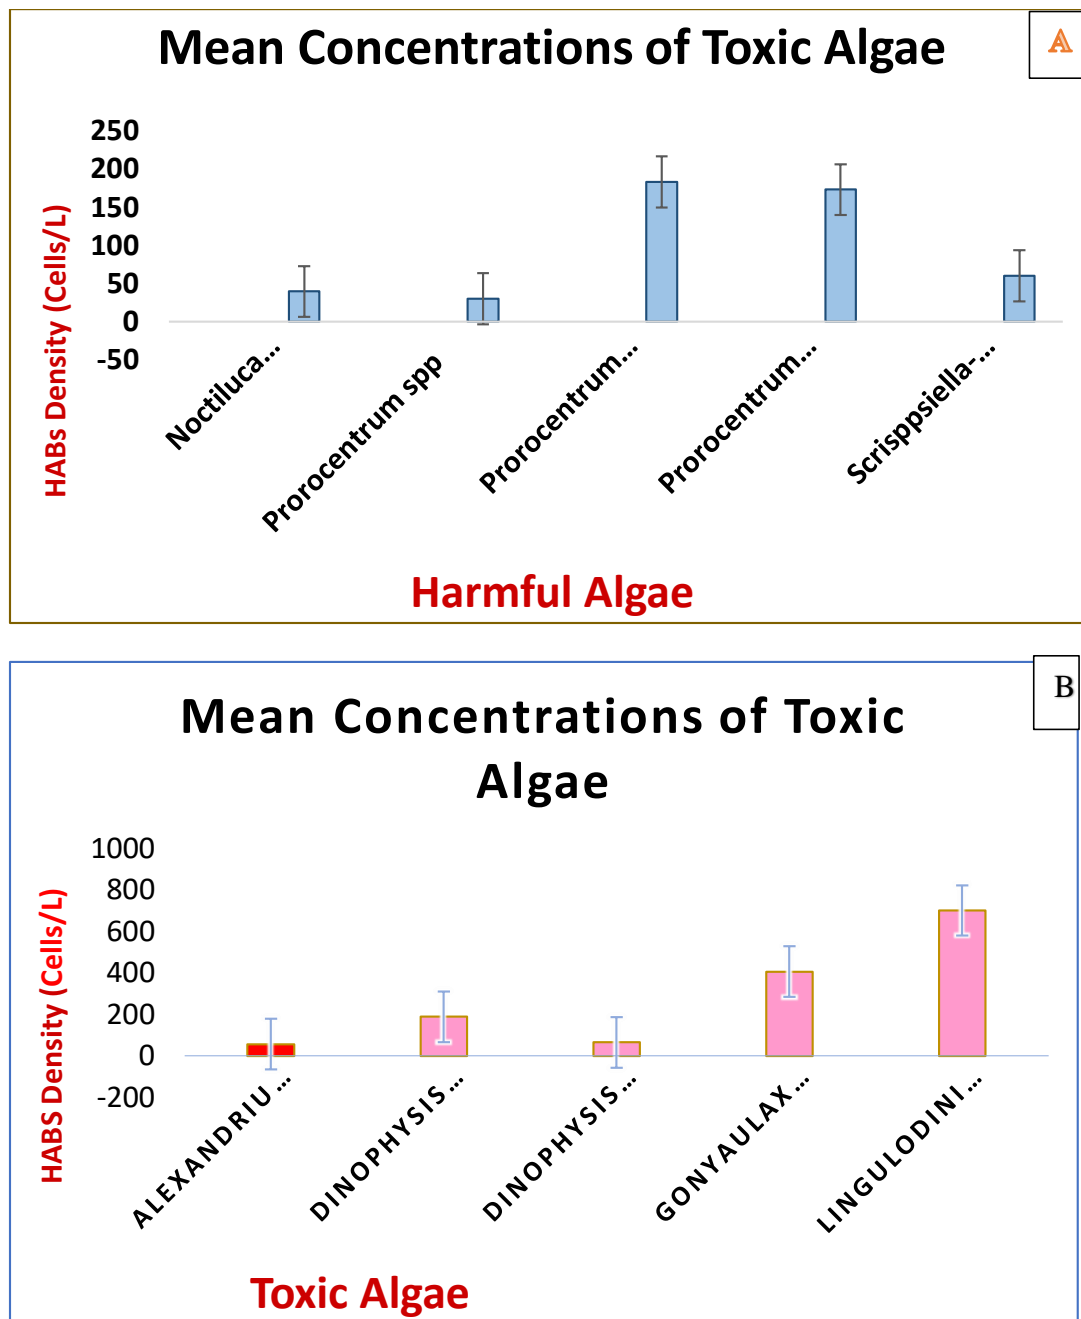 Mean Concentrations of Toxic Algae
A
250
200
150
100
50
0
-50
HABs Density (Cells/L)
Noctiluca...
Prorocentrum spp
Prorocentrum...
Prorocentrum...
Scrisppsiella-...
Harmful Algae
B
Mean Concentrations of Toxic
Algae
1000
800
600
400
200
0
-200
HABS Density (Cells/L)
ALEXANDRIU...
DINOPHYSIS...
DINOPHYSIS...
GONYAULAX...
LINGULODINI...
Toxic Algae